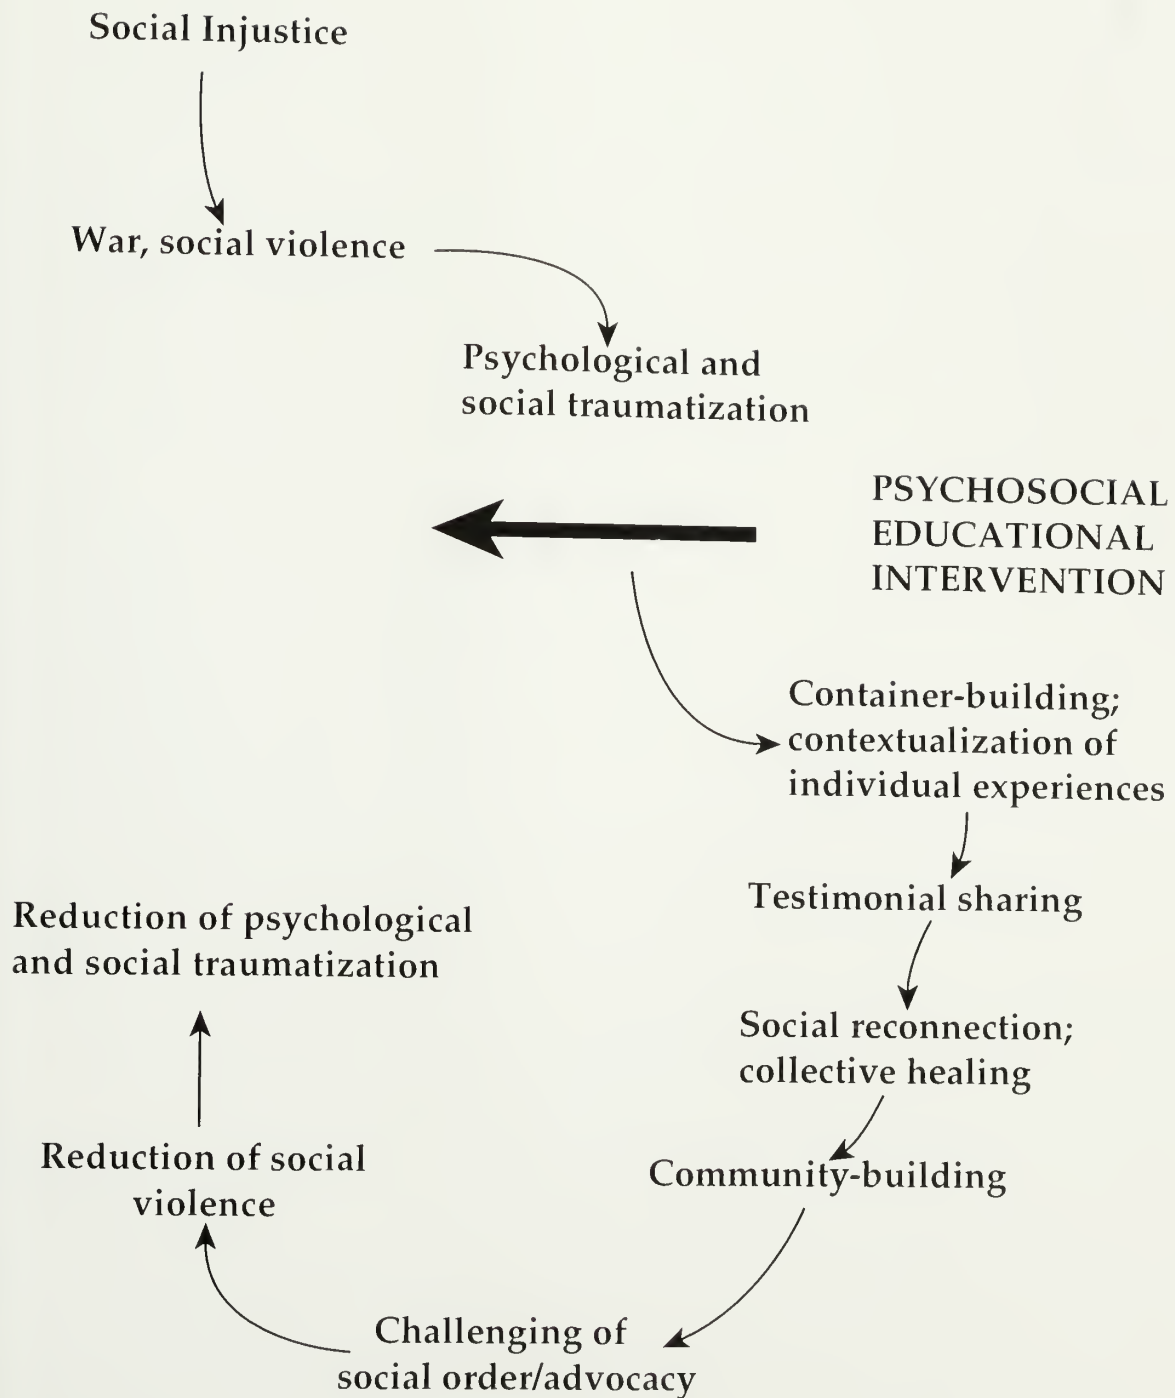 Social Injustice
War, social violence
Psychological and
social traumatization
PSYCHOSOCIAL
EDUCATIONAL
INTERVENTION
Container-building;
contextualization of
individual experiences
Testimonial sharing
Social reconnection;
collective healing
Community-building
Challenging of
social order/advocacy
Reduction of social
violence
Reduction of psychological
and social traumatization